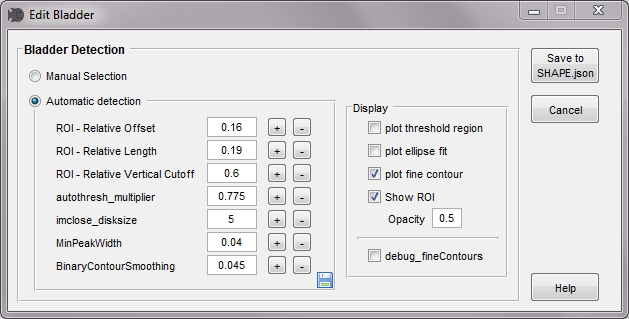 Edit Bladder
Bladder Detection
Manual Selection
Automatic detection
ROI - Relative Offset 0.16 + -
ROI - Relative Length 0.19 + -
ROI - Relative Vertical Cutoff 0.6 + -
autothresh_multiplier 0.775 + -
imclose_disksize 5 + -
MinPeakWidth 0.04 + -
BinaryContourSmoothing 0.045 + -
Display
plot threshold region
plot ellipse fit
plot fine contour
Show ROI
Opacity 0.5
debug_fineContours
Save to
SHAPE.json
Cancel
Help